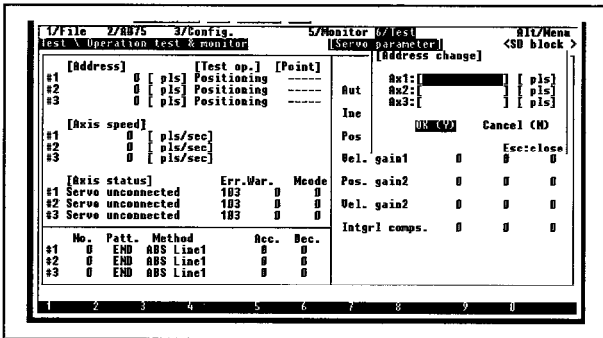 1/File 2/AD75 3/Config. 5/Monitor 6/Test Alt/Menu
Test \ Operation test & monitor [Servo parameter] <SD block >
[Address] [Test op.] [Point]
#1 0 [ pls] Positioning -----
#2 0 [ pls] Positioning -----
#3 0 [ pls] Positioning -----
[Axis speed]
#1 0 [ pls/sec]
#2 0 [ pls/sec]
#3 0 [ pls/sec]
[Axis status] Err.War. Mcode
#1 Servo unconnected 103 0 0
#2 Servo unconnected 103 0 0
#3 Servo unconnected 103 0 0
No. Patt. Method Acc. Dec.
#1 0 END ABS Line1 0 0
#2 0 END ABS Line1 0 0
#3 0 END ABS Line1 0 0
[Address change]
Ax1:[ ] [ pls]
Ax2:[ ] [ pls]
Ax3:[ ] [ pls]
OK (Y) Cancel (N)
Esc:close
Aut
Ine
Pos
Vel. gain1 0 0 0
Pos. gain2 0 0 0
Vel. gain2 0 0 0
Intgrl comps. 0 0 0
1 2 3 4 5 6 7 8 9 0